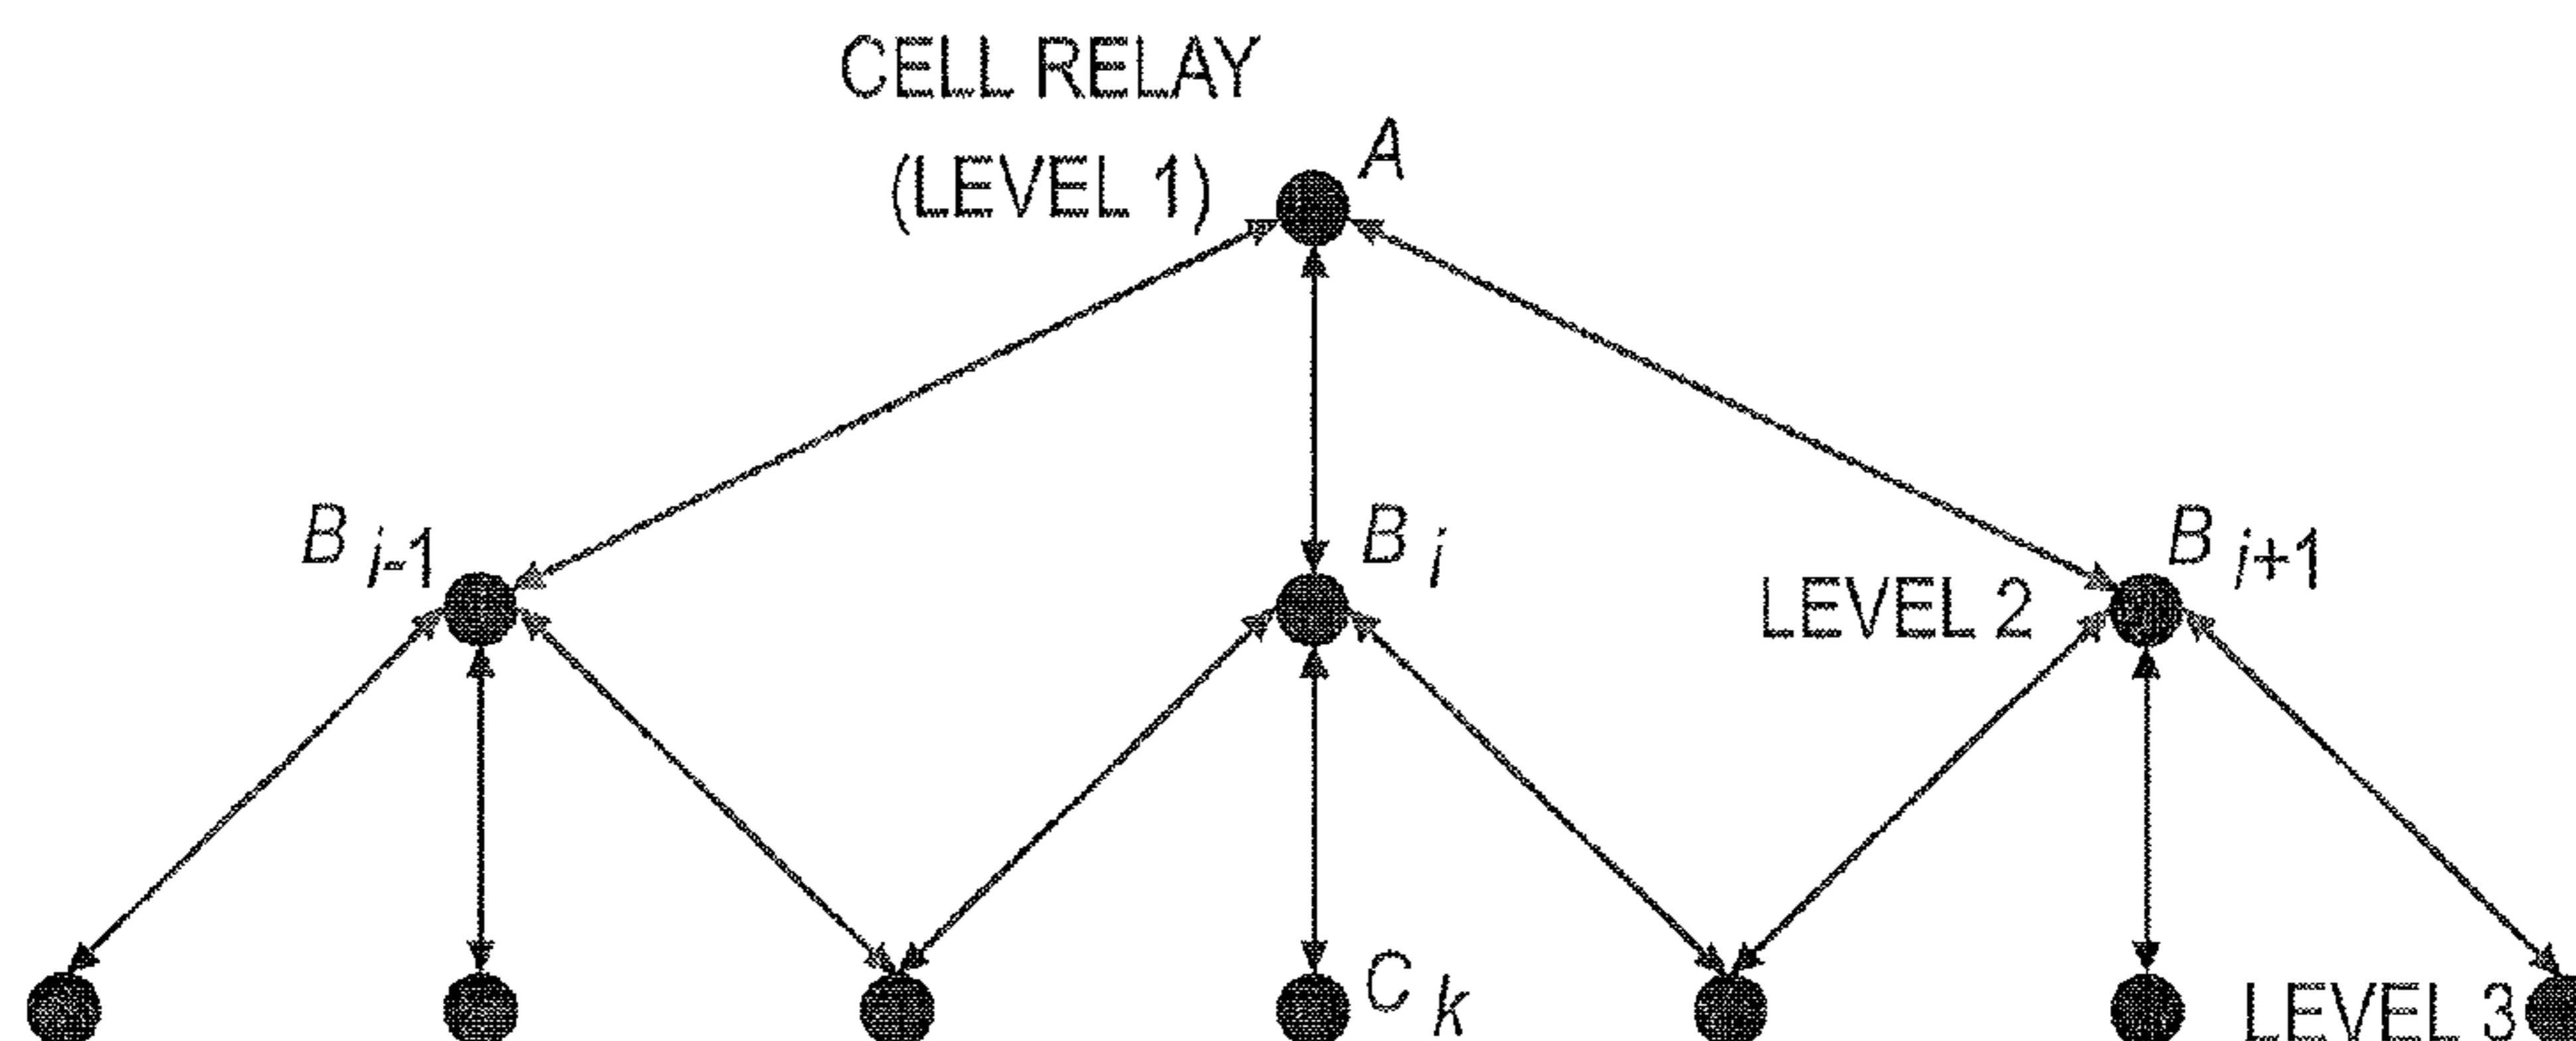 CELL RELAY
(LEVEL 1)
A
B i-1
B i
B i+1
LEVEL 2
C k
LEVEL 3